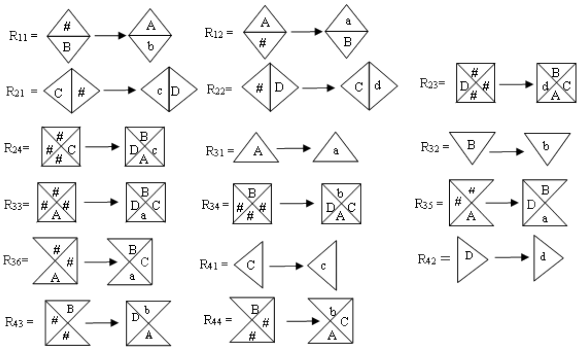 R11 = # B A b R12 = A # a B
R21 = C # c D R22= # D C d R23= # D # # B d C A
R24= # # C # B D c A R31 = A a R32 = B b
R33= # # # A B D C a R34 = B # # # b D C A R35 = # # A B D a
R36= # # A B C a R41 = C c R42 = D d
R43 = B # # b D A R44 = B # # b C A